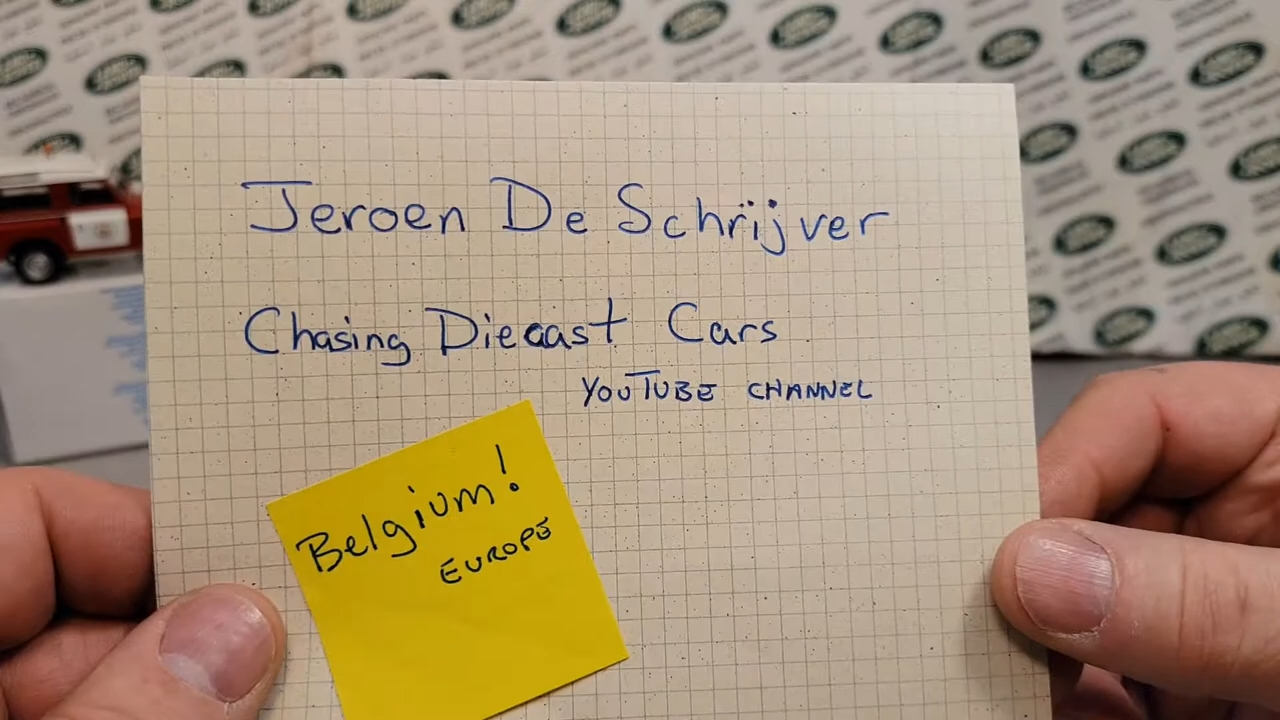 Jeroen De Schrijver
Chasing Diecast Cars
YOUTUBE CHANNEL
Belgium!
EUROPE